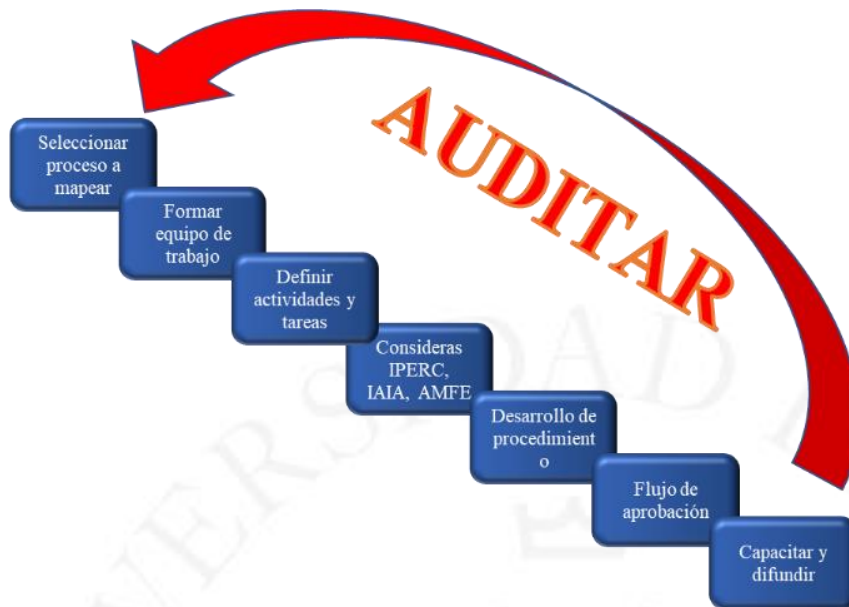 AUDITAR
Seleccionar
proceso a
mapear
Formar
equipo de
trabajo
Definir
actividades y
tareas
Consideras
IPERC,
IAIA, AMFE
Desarrollo de
procedimient
o
Flujo de
aprobación
Capacitar y
difundir